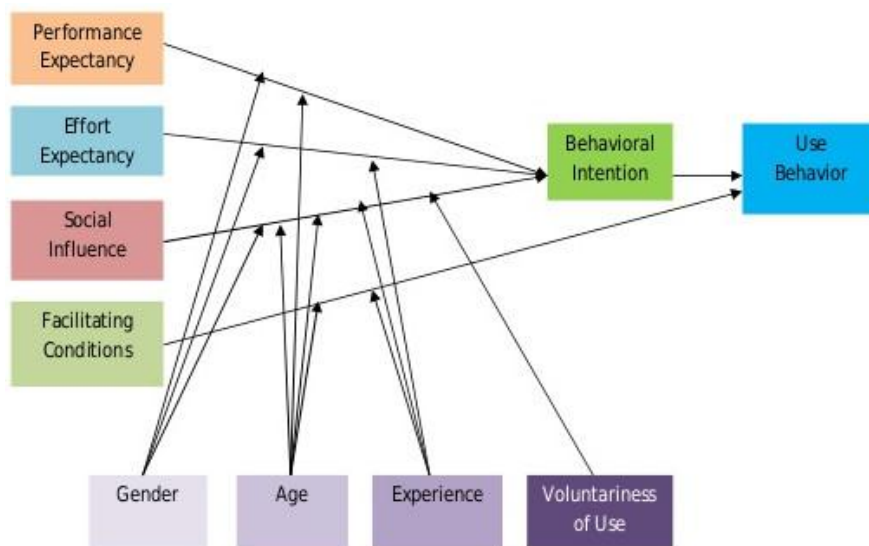 Performance
Expectancy
Effort
Expectancy
Social
Influence
Facilitating
Conditions
Behavioral
Intention
Use
Behavior
Gender
Age
Experience
Voluntariness
of Use